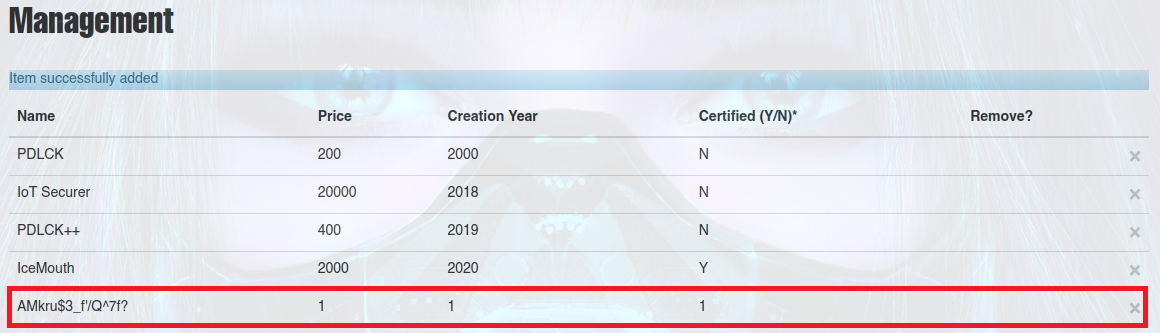 Management
Item successfully added
Name Price Creation Year Certified (Y/N)* Remove?
PDLCK 200 2000 N ×
IoT Securer 20000 2018 N ×
PDLCK++ 400 2019 N ×
IceMouth 2000 2020 Y ×
AMkru$3_f'/Q^7f? 1 1 1 ×